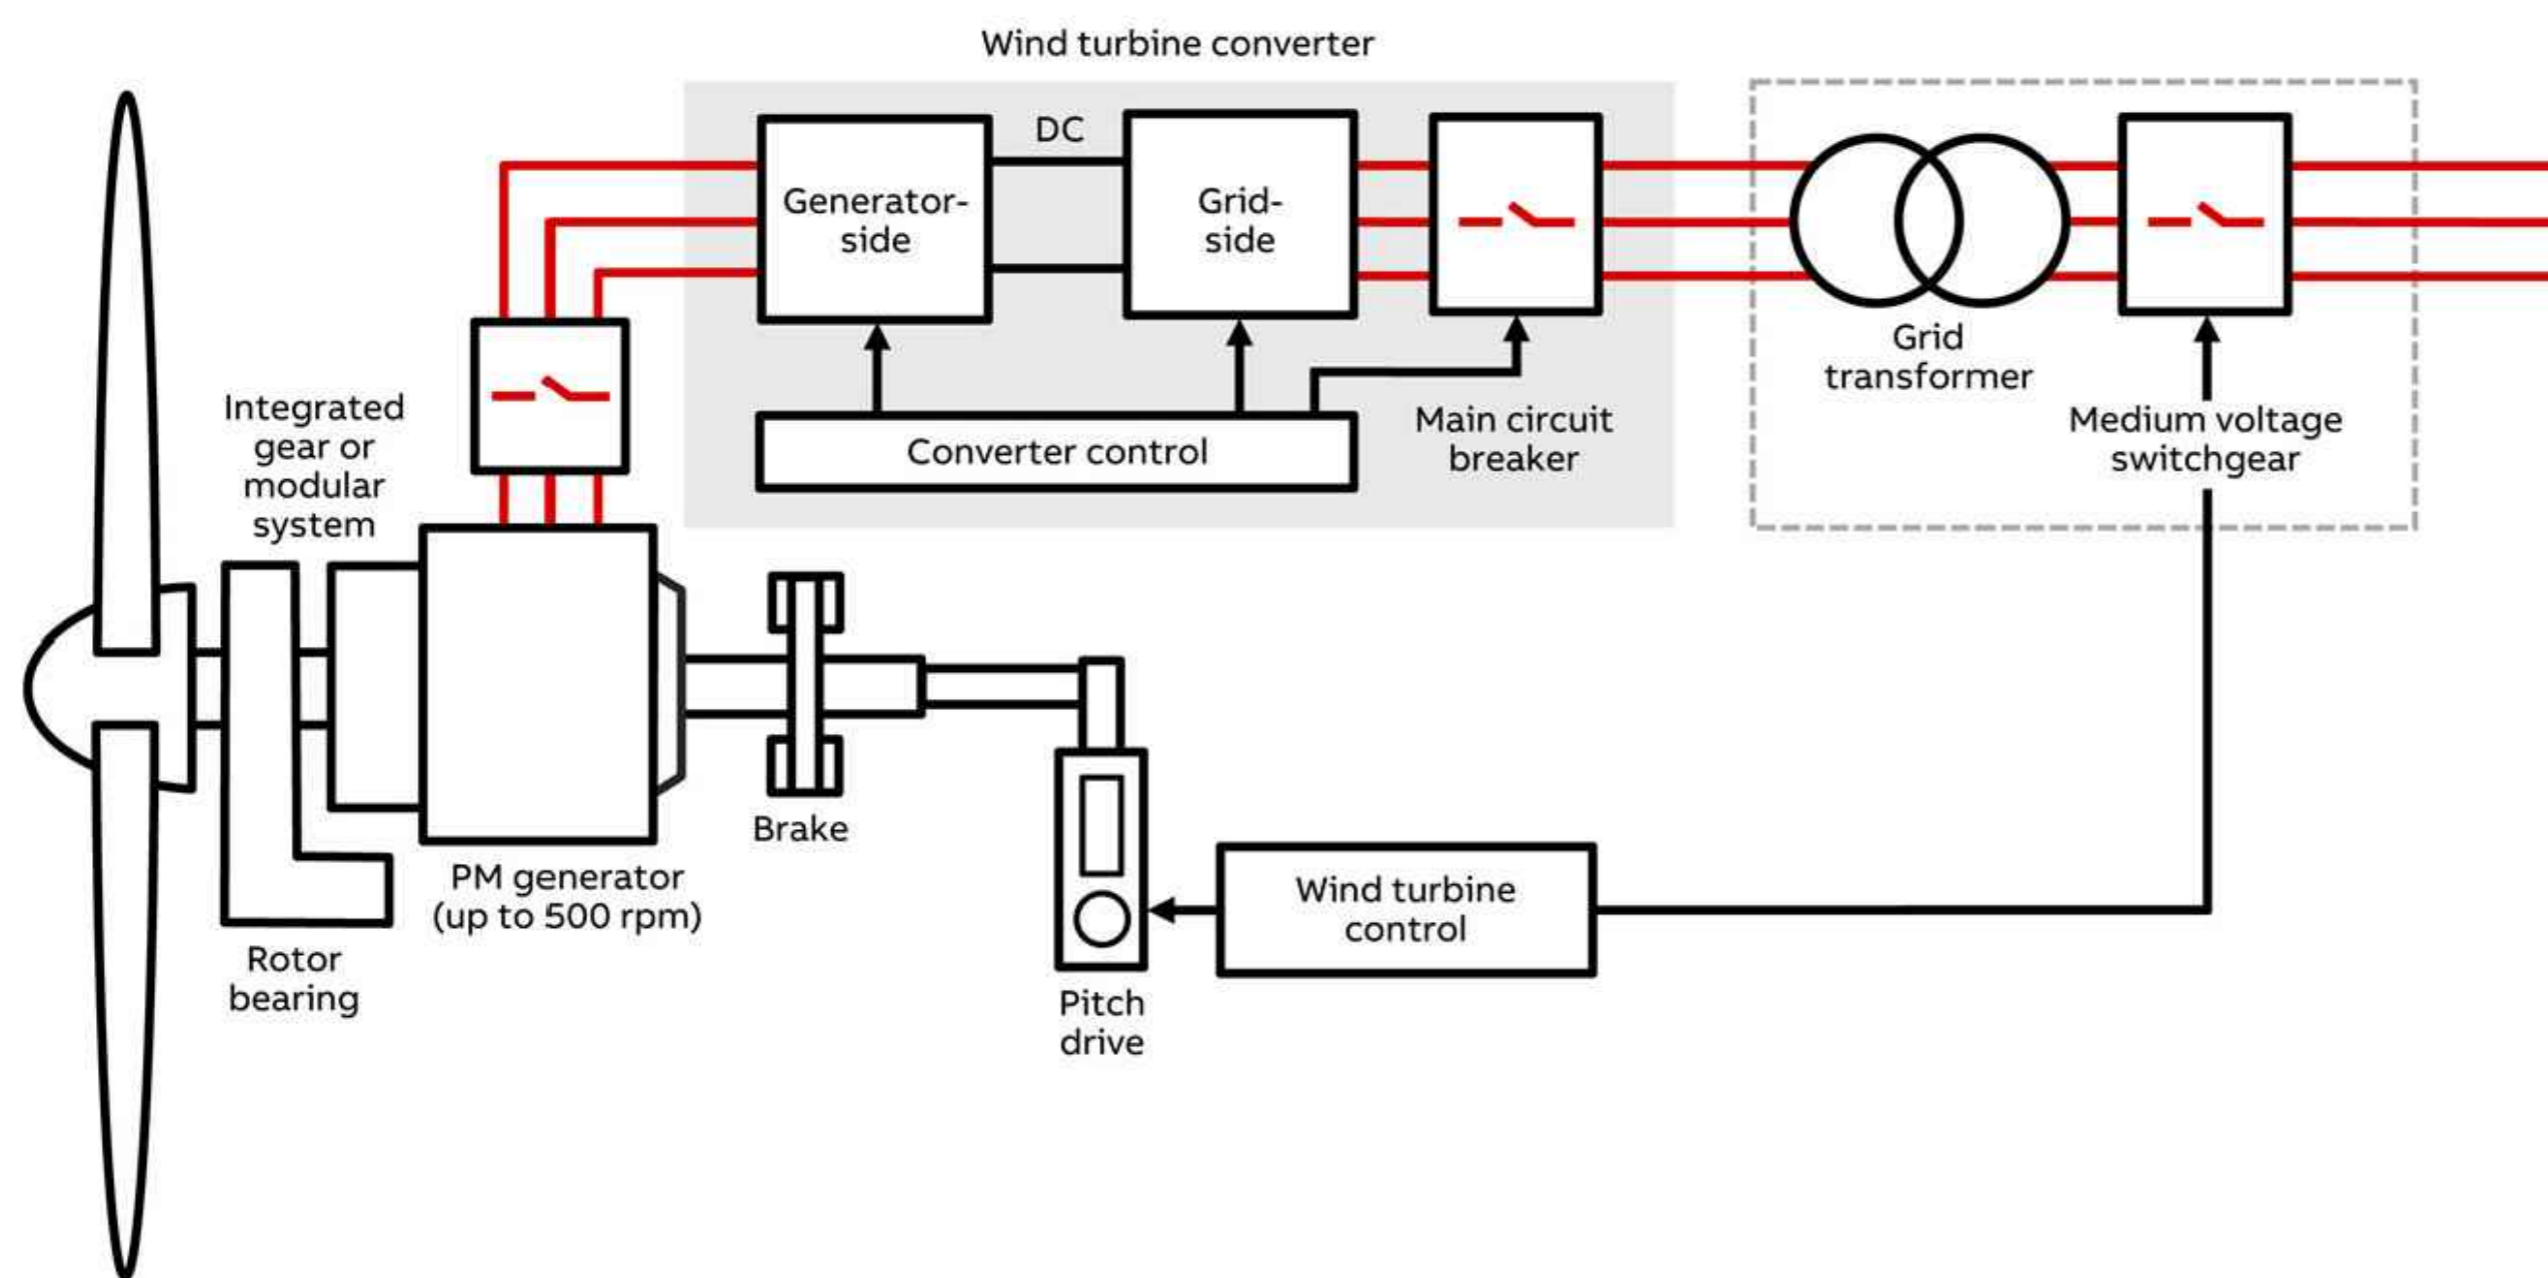 Wind turbine converter
DC
Generator-
side
Grid-
side
Grid
transformer
Integrated
gear or
modular
system
Converter control
Main circuit
breaker
Medium voltage
switchgear
Brake
PM generator
(up to 500 rpm)
Wind turbine
control
Rotor
bearing
Pitch
drive